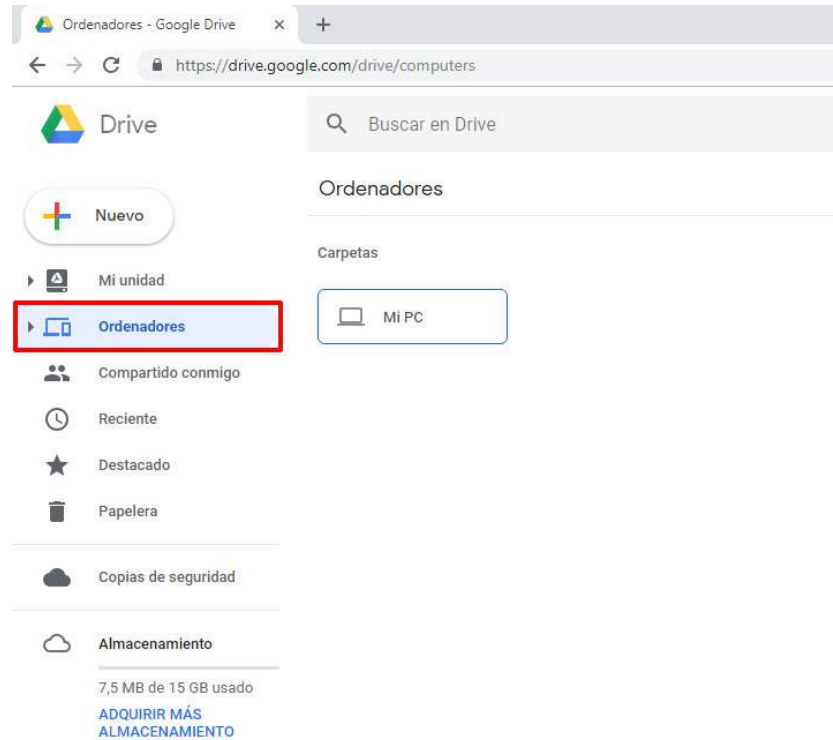 Ordenadores - Google Drive
https://drive.google.com/drive/computers
Drive
Buscar en Drive
Nuevo
Ordenadores
Carpetas
Mi PC
Mi unidad
Ordenadores
Compartido conmigo
Reciente
Destacado
Papelera
Copias de seguridad
Almacenamiento
7,5 MB de 15 GB usado
ADQUIRIR MÁS
ALMACENAMIENTO